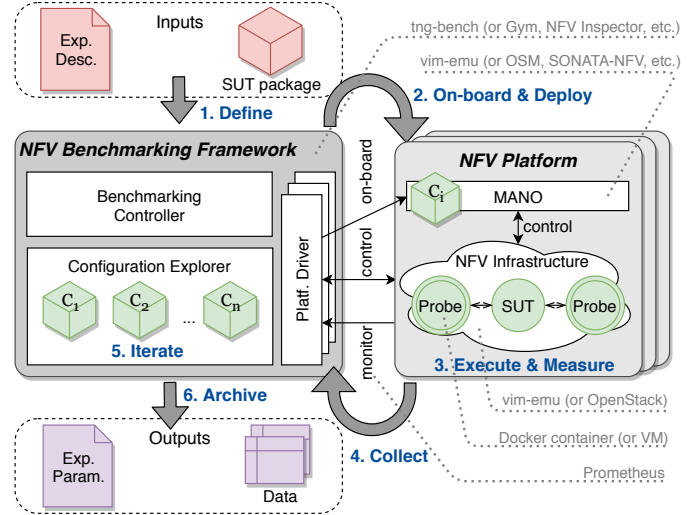 Inputs
Exp.
Desc.
SUT package
tng-bench (or Gym, NFV Inspector, etc.)
vim-emu (or OSM, SONATA-NFV, etc.)
1. Define
2. On-board & Deploy
NFV Benchmarking Framework
Benchmarking
Controller
Configuration Explorer
C1
C2
...
Cn
5. Iterate
Platf. Driver
on-board
control
monitor
NFV Platform
Ci
MANO
control
NFV Infrastructure
Probe
SUT
Probe
3. Execute & Measure
6. Archive
4. Collect
vim-emu (or OpenStack)
Docker container (or VM)
Prometheus
Outputs
Exp.
Param.
Data